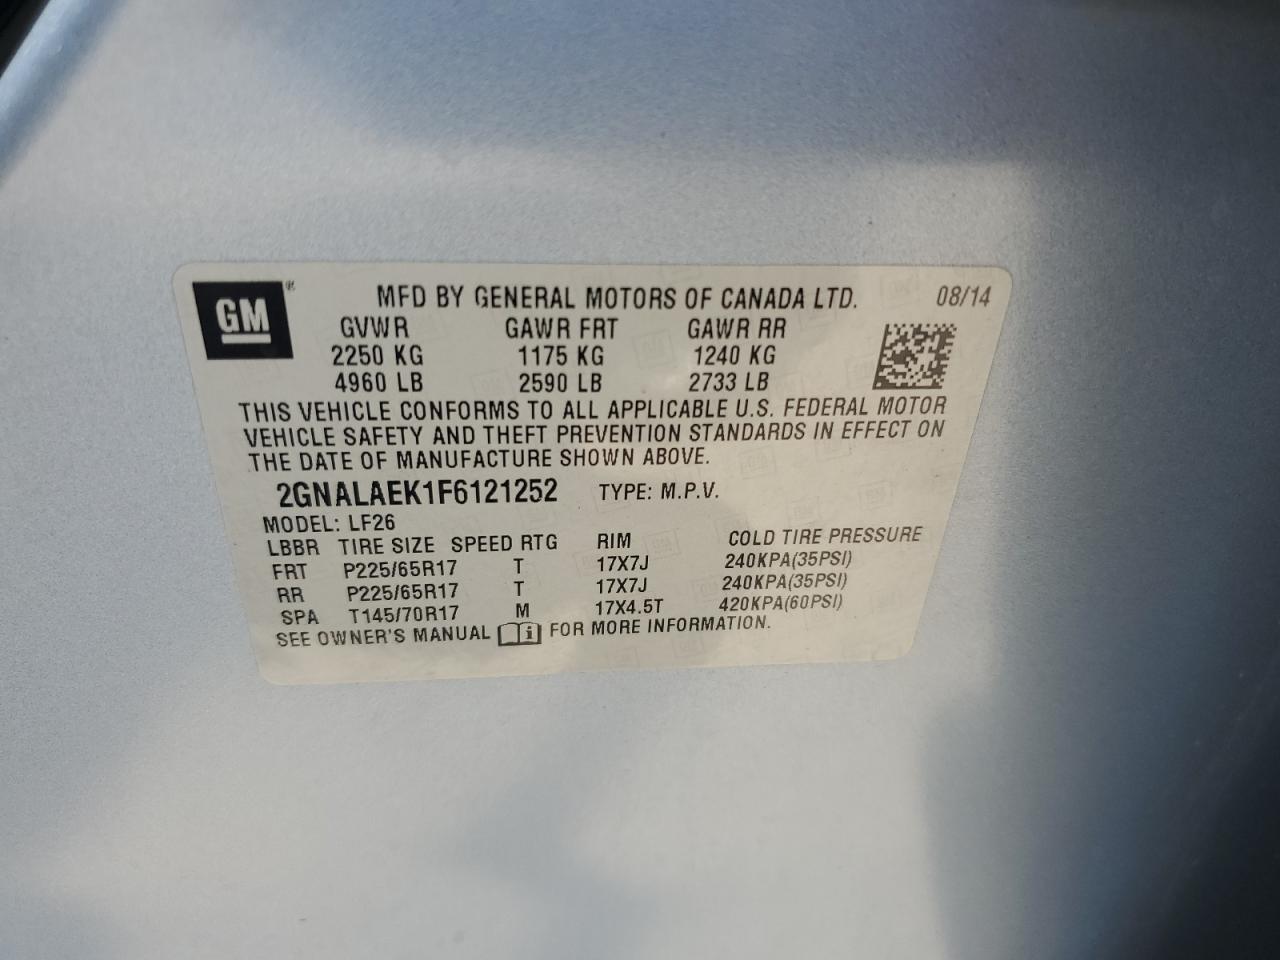 GM ®
MFD BY GENERAL MOTORS OF CANADA LTD. 08/14
GVWR GAWR FRT GAWR RR
2250 KG 1175 KG 1240 KG
4960 LB 2590 LB 2733 LB
THIS VEHICLE CONFORMS TO ALL APPLICABLE U.S. FEDERAL MOTOR
VEHICLE SAFETY AND THEFT PREVENTION STANDARDS IN EFFECT ON
THE DATE OF MANUFACTURE SHOWN ABOVE.
2GNALAEK1F6121252 TYPE: M.P.V.
MODEL: LF26
LBBR TIRE SIZE SPEED RTG RIM COLD TIRE PRESSURE
FRT P225/65R17 T 17X7J 240KPA(35PSI)
RR P225/65R17 T 17X7J 240KPA(35PSI)
SPA T145/70R17 M 17X4.5T 420KPA(60PSI)
SEE OWNER'S MANUAL i FOR MORE INFORMATION.